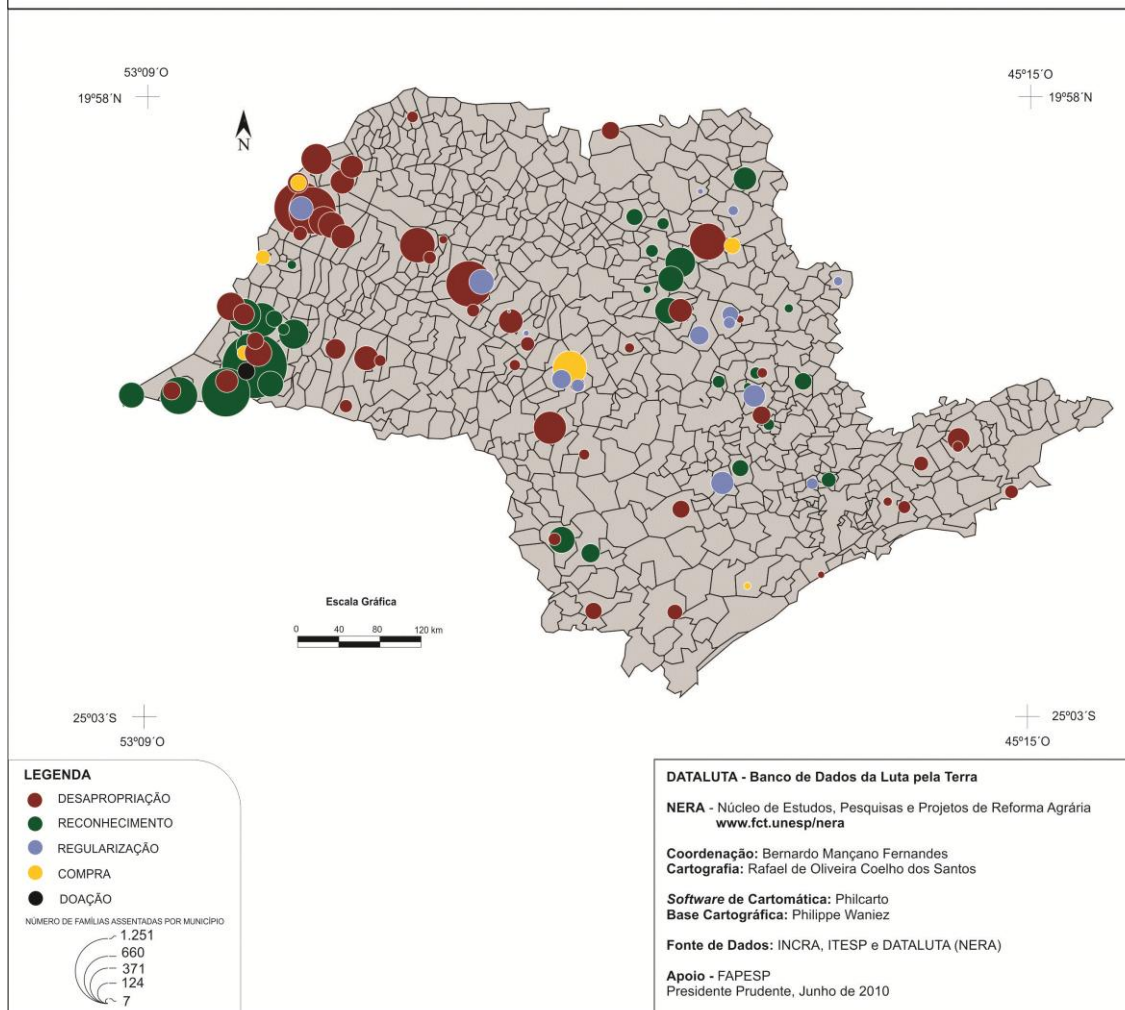 53º09´O
45º15´O
19º58´N
19º58´N
N
Escala Gráfica
0 40 80 120 km
25º03´S
25º03´S
53º09´O
45º15´O
LEGENDA
DESAPROPRIAÇÃO
RECONHECIMENTO
REGULARIZAÇÃO
COMPRA
DOAÇÃO
NÚMERO DE FAMÍLIAS ASSENTADAS POR MUNICÍPIO
1.251
660
371
124
7
DATALUTA - Banco de Dados da Luta pela Terra
NERA - Núcleo de Estudos, Pesquisas e Projetos de Reforma Agrária
www.fct.unesp/nera
Coordenação: Bernardo Mançano Fernandes
Cartografia: Rafael de Oliveira Coelho dos Santos
Software de Cartomática: Philcarto
Base Cartográfica: Philippe Waniez
Fonte de Dados: INCRA, ITESP e DATALUTA (NERA)
Apoio - FAPESP
Presidente Prudente, Junho de 2010